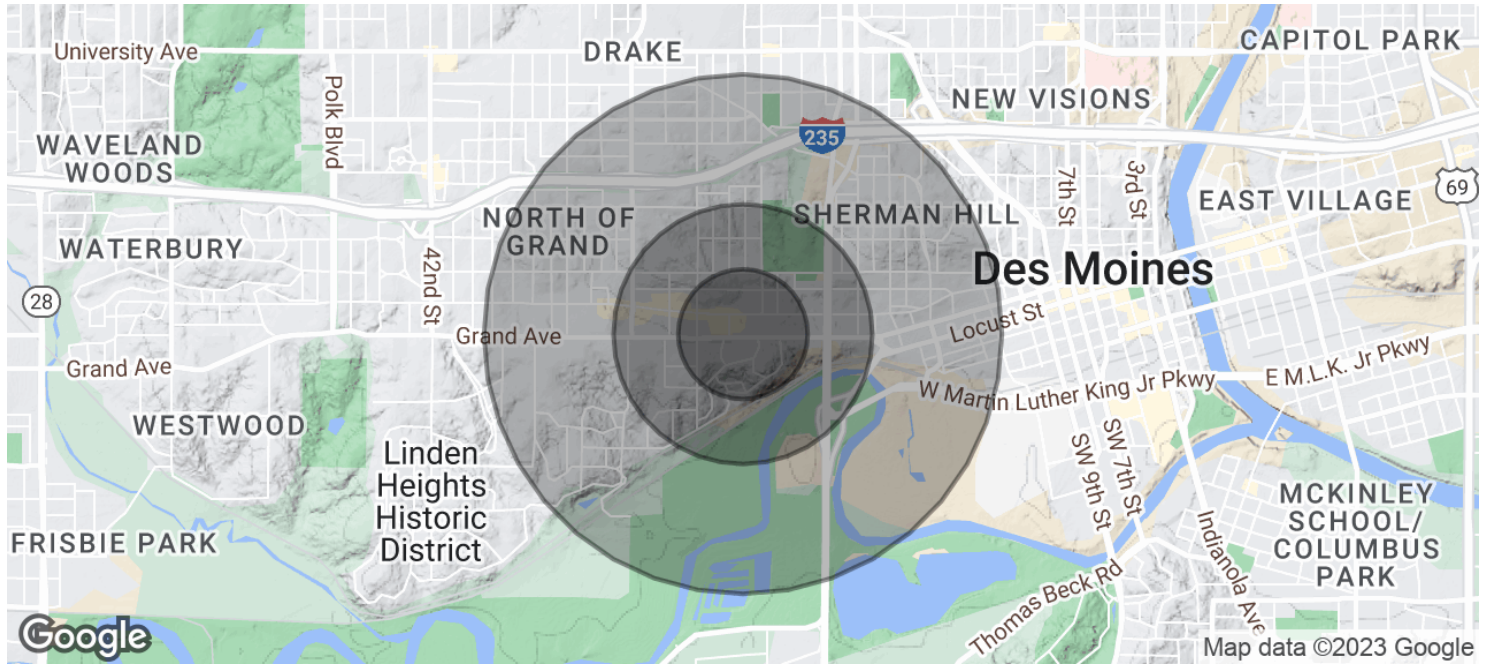 University Ave
DRAKE
CAPITOL PARK
Polk Blvd
NEW VISIONS
WAVELAND
WOODS
235
7th St
3rd St
69
EAST VILLAGE
NORTH OF
GRAND
SHERMAN HILL
WATERBURY
42nd St
Des Moines
28
Grand Ave
Locust St
Grand Ave
W Martin Luther King Jr Pkwy
E M.L.K. Jr Pkwy
WESTWOOD
Linden
Heights
Historic
District
SW 9th St
SW 7th St
MCKINLEY
SCHOOL/
COLUMBUS
PARK
FRISBIE PARK
Indianola Ave
Thomas Beck Rd
Google
Map data ©2023 Google